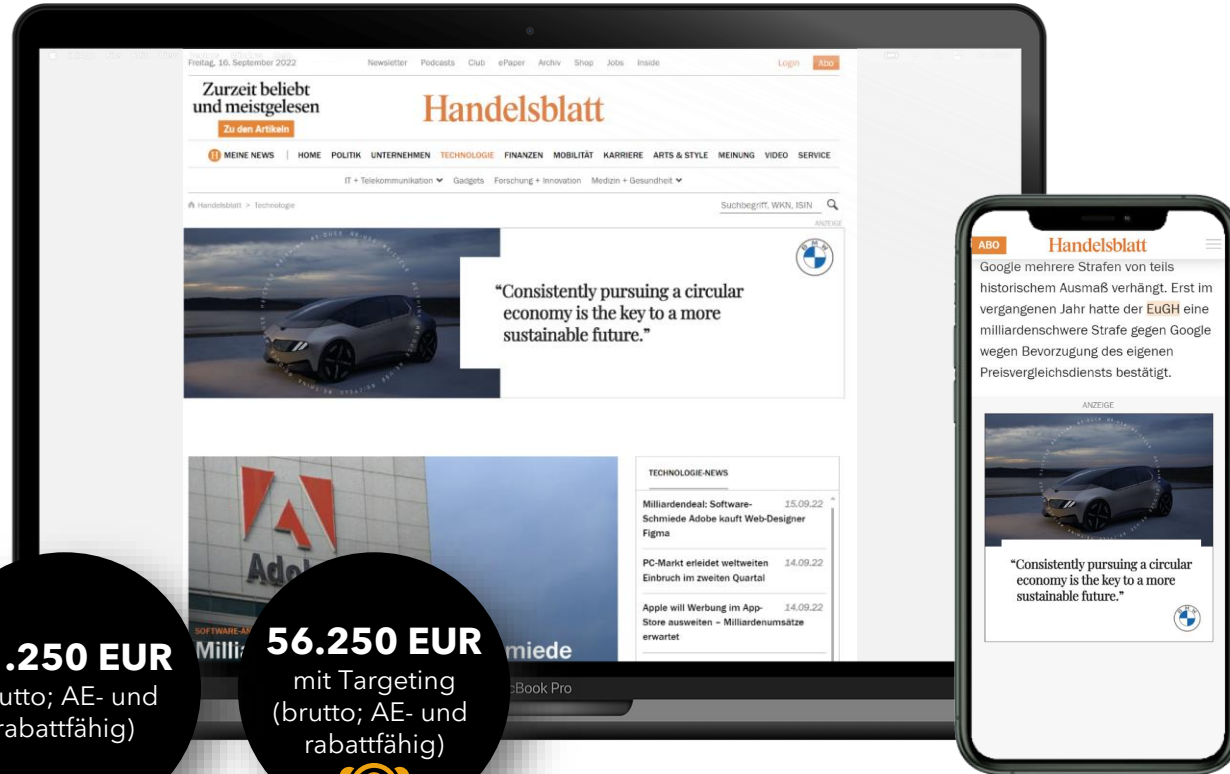 Freitag, 16. September 2022 Newsletter Podcasts Club ePaper Archiv Shop Jobs Inside Login Abo
Zurzeit beliebt
und meistgelesen
Zu den Artikeln
Handelsblatt
MEINE NEWS | HOME POLITIK UNTERNEHMEN TECHNOLOGIE FINANZEN MOBILITÄT KARRIERE ARTS & STYLE MEINUNG VIDEO SERVICE
IT + Telekommunikation Gadgets Forschung + Innovation Medizin + Gesundheit
Handelsblatt > Technologie
Suchbegriff, WKN, ISIN
ANZEIGE
BMW
“Consistently pursuing a circular
economy is the key to a more
sustainable future.”
Adob
TECHNOLOGIE-NEWS
Milliardendeal: Software- 15.09.22
Schmiede Adobe kauft Web-Designer
Figma
PC-Markt erleidet weltweiten 14.09.22
Einbruch im zweiten Quartal
Apple will Werbung im App- 14.09.22
Store ausweiten – Milliardenumsätze
erwartet
SOFTWARE-AN
Milli miede
cBook Pro
.250 EUR
utto; AE- und
rabattfähig)
56.250 EUR
mit Targeting
(brutto; AE- und
rabattfähig)
ABO Handelsblatt
Google mehrere Strafen von teils
historischem Ausmaß verhängt. Erst im
vergangenen Jahr hatte der EuGH eine
milliardenschwere Strafe gegen Google
wegen Bevorzugung des eigenen
Preisvergleichsdiensts bestätigt.
ANZEIGE
“Consistently pursuing a circular
economy is the key to a more
sustainable future.”